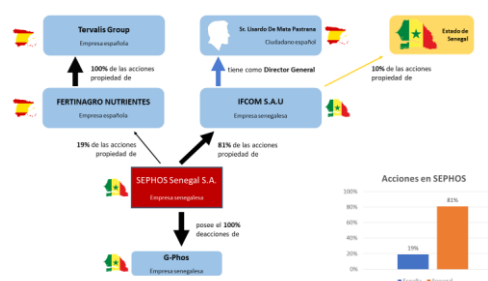 Tervalis Group
Empresa española
Sr. Lisardo De Mata Pastrana
Ciudadano español
Estado de
Senegal
100% de las acciones
propiedad de
tiene como Director General
10% de las acciones
propiedad de
FERTINAGRO NUTRIENTES
Empresa española
IFCOM S.A.U
Empresa senegalesa
19% de las acciones
propiedad de
81% de las acciones
propiedad de
SEPHOS Senegal S.A.
Empresa senegalesa
posee el 100%
deacciones de
G-Phos
Empresa senegalesa
Acciones en SEPHOS
100%
80%
60%
40%
20%
0%
19%
81%